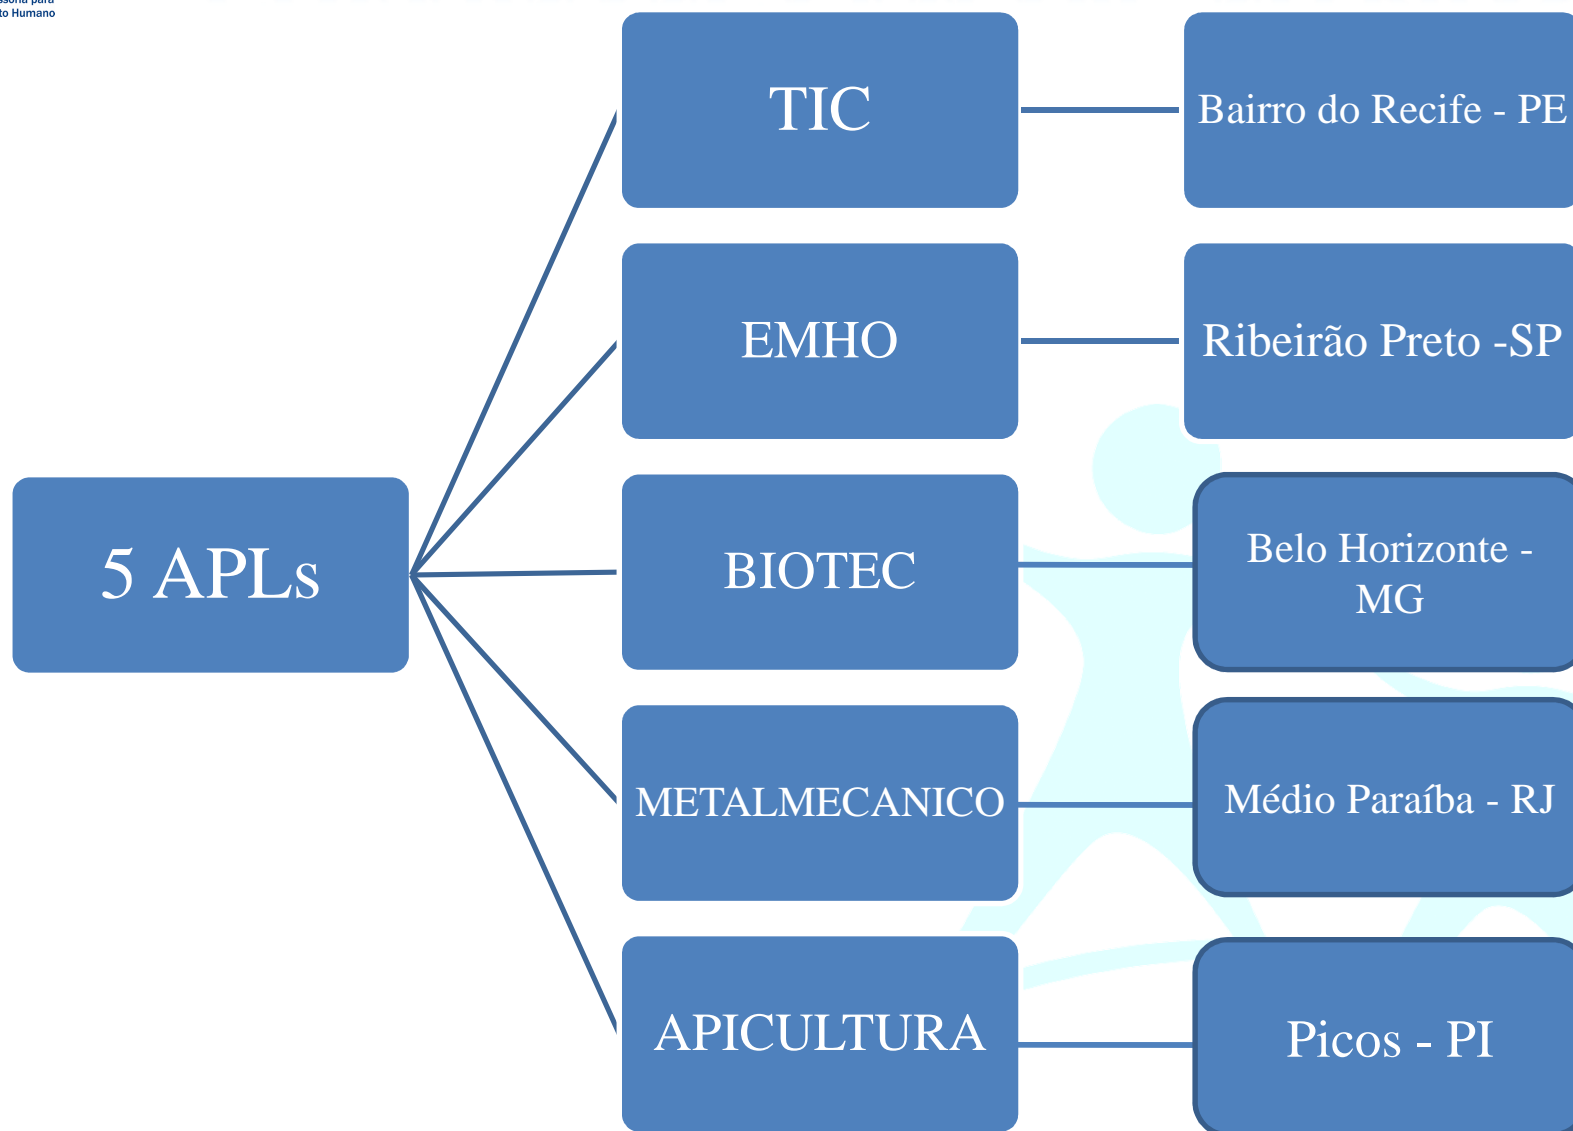 to Humano
TIC
Bairro do Recife - PE
EMHO
Ribeirão Preto -SP
5 APLs
BIOTEC
Belo Horizonte -
MG
METALMECANICO
Médio Paraíba - RJ
APICULTURA
Picos - PI